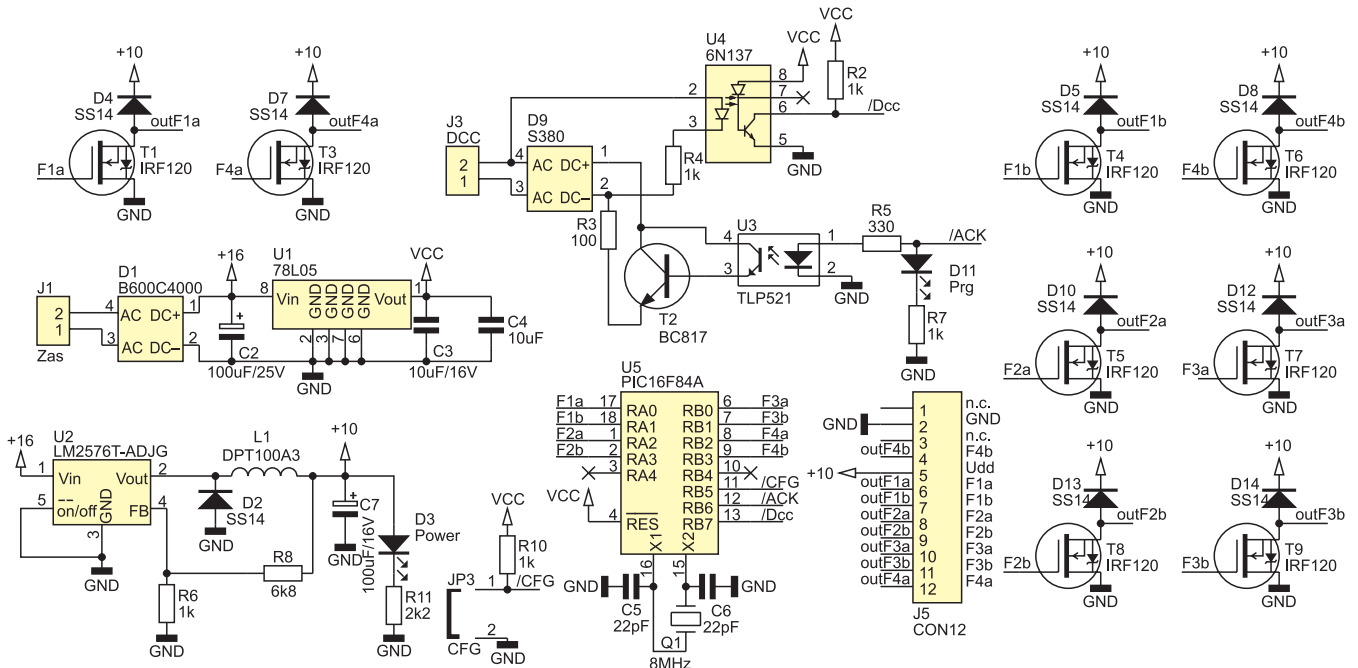 +10
D4
SS14
outF1a
F1a
T1
IRF120
GND
+10
D7
SS14
outF4a
F4a
T3
IRF120
GND
J3
DCC
2
1
D9
S380
4 AC DC+ 1
3 AC DC− 2
R3
100
R4
1k
U4
6N137
2
3
8
7
6
5
VCC
VCC
R2
1k
/Dcc
GND
T2
BC817
U3
4
3
1
2
TLP521
GND
R5
330
/ACK
D11
Prg
R7
1k
GND
+10
D5
SS14
outF1b
F1b
T4
IRF120
GND
+10
D8
SS14
outF4b
F4b
T6
IRF120
GND
J1
2
1
Zas
D1
B600C4000
4 AC DC+ 1
3 AC DC− 2
+16
C2
100uF/25V
U1
78L05
8 Vin Vout 1
GND
GND
GND
GND
2
3
7
6
GND
VCC
C3
10uF/16V
C4
10uF
+10
D10
SS14
outF2a
F2a
T5
IRF120
GND
+10
D12
SS14
outF3a
F3a
T7
IRF120
GND
+16
U2
LM2576T-ADJG
1 Vin Vout 2
5 on/off FB 4
GND
3
GND
D2
SS14
GND
L1
DPT100A3
+10
C7
100uF/16V
GND
D3
Power
R8
6k8
R6
1k
GND
R11
2k2
GND
VCC
R10
1k
JP3
1
/CFG
2
CFG
GND
U5
PIC16F84A
F1a 17 RA0 RB0 6 F3a
F1b 18 RA1 RB1 7 F3b
F2a 1 RA2 RB2 8 F4a
F2b 2 RA3 RB3 9 F4b
3 RA4 RB4 10
RB5 11 /CFG
RB6 12 /ACK
VCC 4 RES RB7 13 /Dcc
X1
X2
16
15
GND
C5
22pF
C6
22pF
GND
Q1
8MHz
1 n.c.
GND 2 GND
3 n.c.
outF4b 4 F4b
+10 5 Udd
outF1a 6 F1a
outF1b 7 F1b
outF2a 8 F2a
outF2b 9 F2b
outF3a 10 F3a
outF3b 11 F3b
outF4a 12 F4a
J5
CON12
+10
D13
SS14
outF2b
F2b
T8
IRF120
GND
+10
D14
SS14
outF3b
F3b
T9
IRF120
GND